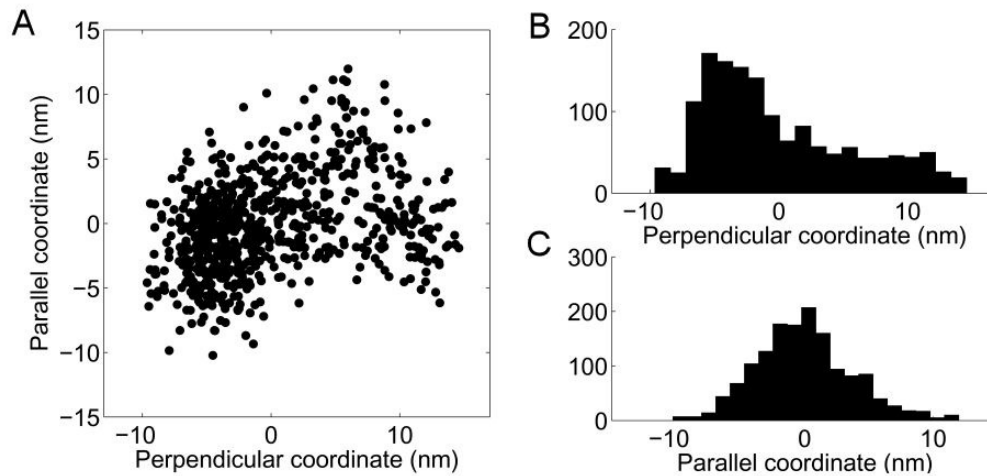 A
15
10
5
0
−5
−10
−15
−10 0 10
Parallel coordinate (nm)
Perpendicular coordinate (nm)
B
200
100
0
−10 0 10
Perpendicular coordinate (nm)
C
300
200
100
0
−10 0 10
Parallel coordinate (nm)